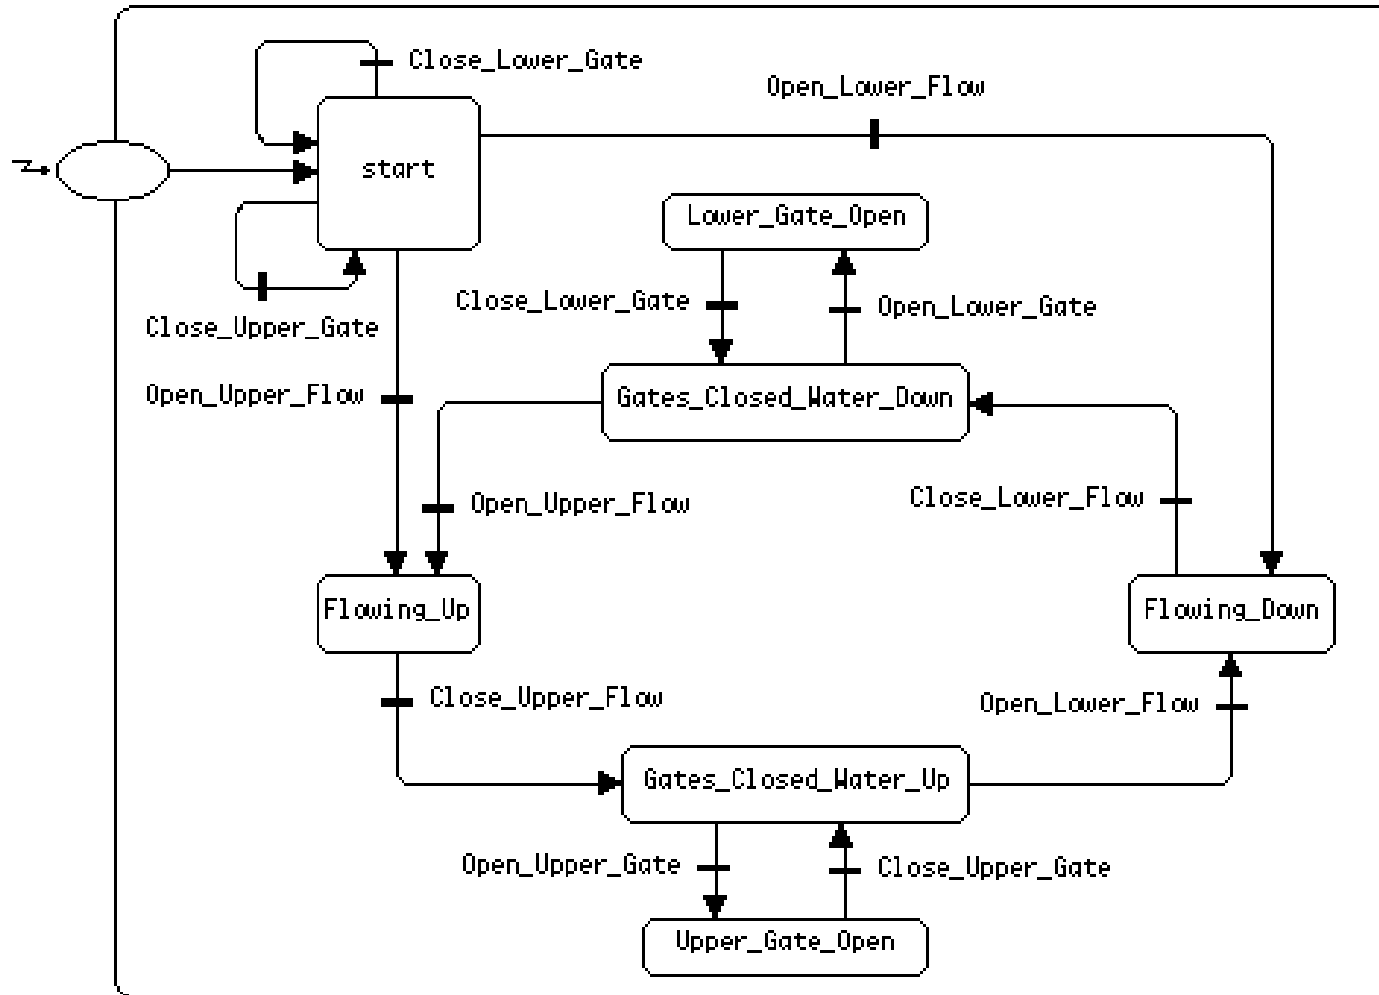 Close_Lower_Gate
Open_Lower_Flow
start
Lower_Gate_Open
Close_Lower_Gate
Open_Lower_Gate
Close_Upper_Gate
Open_Upper_Flow
Gates_Closed_Water_Down
Open_Upper_Flow
Close_Lower_Flow
Flowing_Up
Flowing_Down
Close_Upper_Flow
Open_Lower_Flow
Gates_Closed_Water_Up
Open_Upper_Gate
Close_Upper_Gate
Upper_Gate_Open